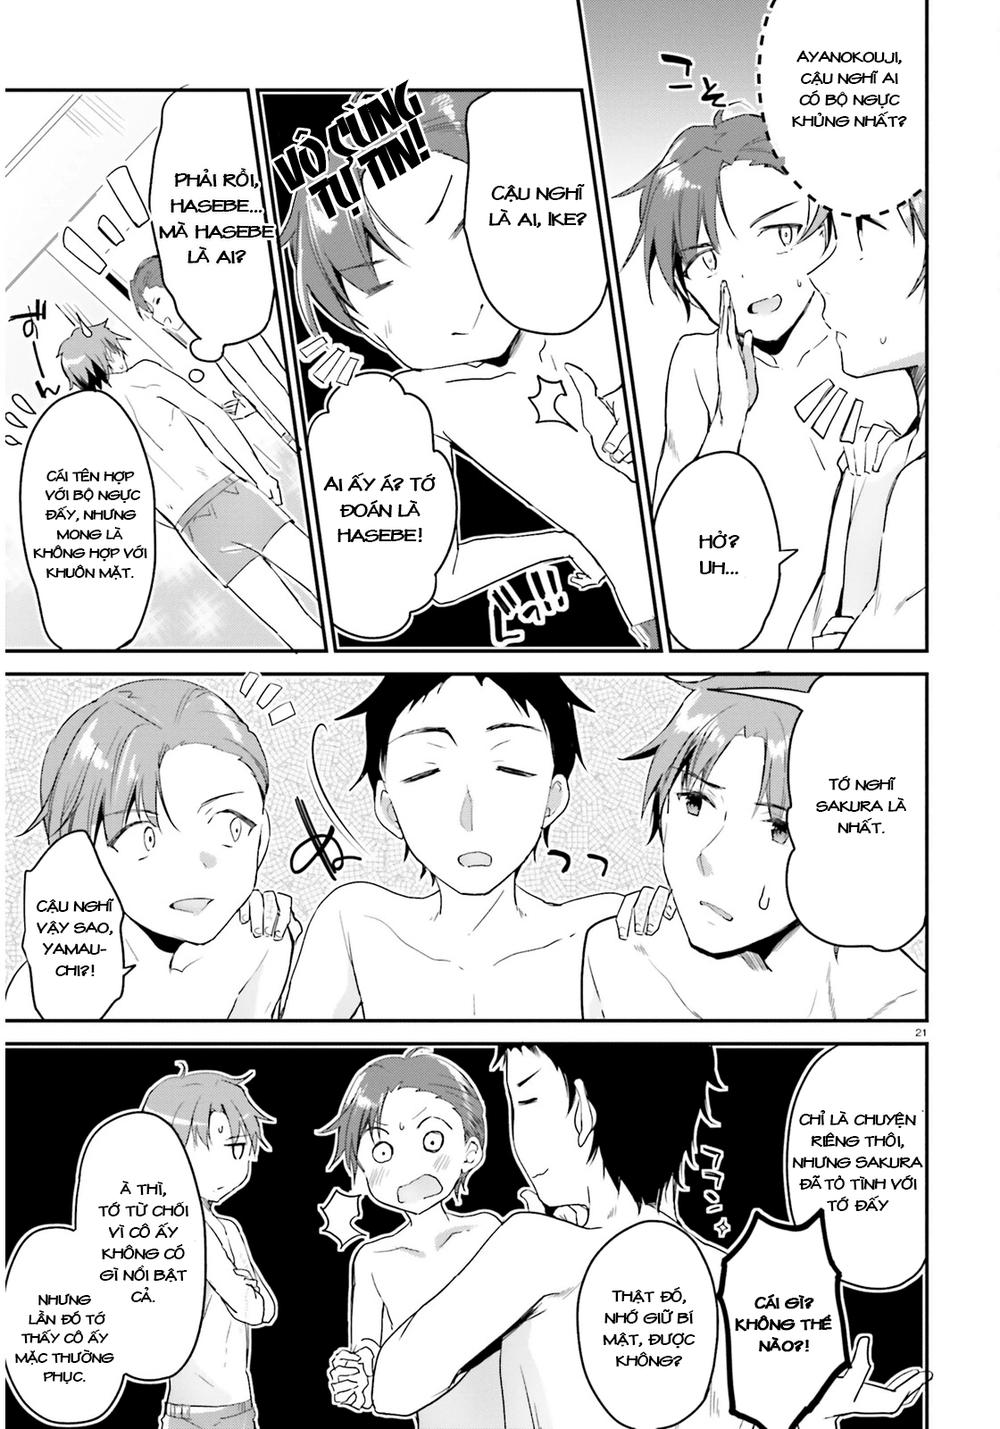 AYANOKOUJI,
CẬU NGHĨ AI
CÓ BỘ NGỰC
KHỦNG NHẤT?
HỞ?
UH...
CẬU NGHĨ
LÀ AI, IKE?
VÔ CÙNG
TỰ TIN!
AI ẤY Á? TỚ
ĐOÁN LÀ
HASEBE!
PHẢI RỒI,
HASEBE...
MÀ HASEBE
LÀ AI?
CÁI TÊN HỢP
VỚI BỘ NGỰC
ĐẤY, NHƯNG
MONG LÀ
KHÔNG HỢP VỚI
KHUÔN MẶT.
TỚ NGHĨ
SAKURA LÀ
NHẤT.
CẬU NGHĨ
VẬY SAO,
YAMAU-
CHI?!
21
CHỈ LÀ CHUYỆN
RIÊNG THÔI,
NHƯNG SAKURA
ĐÃ TỎ TÌNH VỚI
TỚ ĐẤY
CÁI GÌ?
KHÔNG THỂ
NÀO?!
THẬT ĐÓ,
NHỚ GIỮ BÍ
MẬT, ĐƯỢC
KHÔNG?
À THÌ,
TỚ TỪ CHỐI
VÌ CÔ ẤY
KHÔNG CÓ
GÌ NỔI BẬT
CẢ.
NHƯNG
LẦN ĐÓ TỚ
THẤY CÔ ẤY
MẶC THƯỜNG
PHỤC.